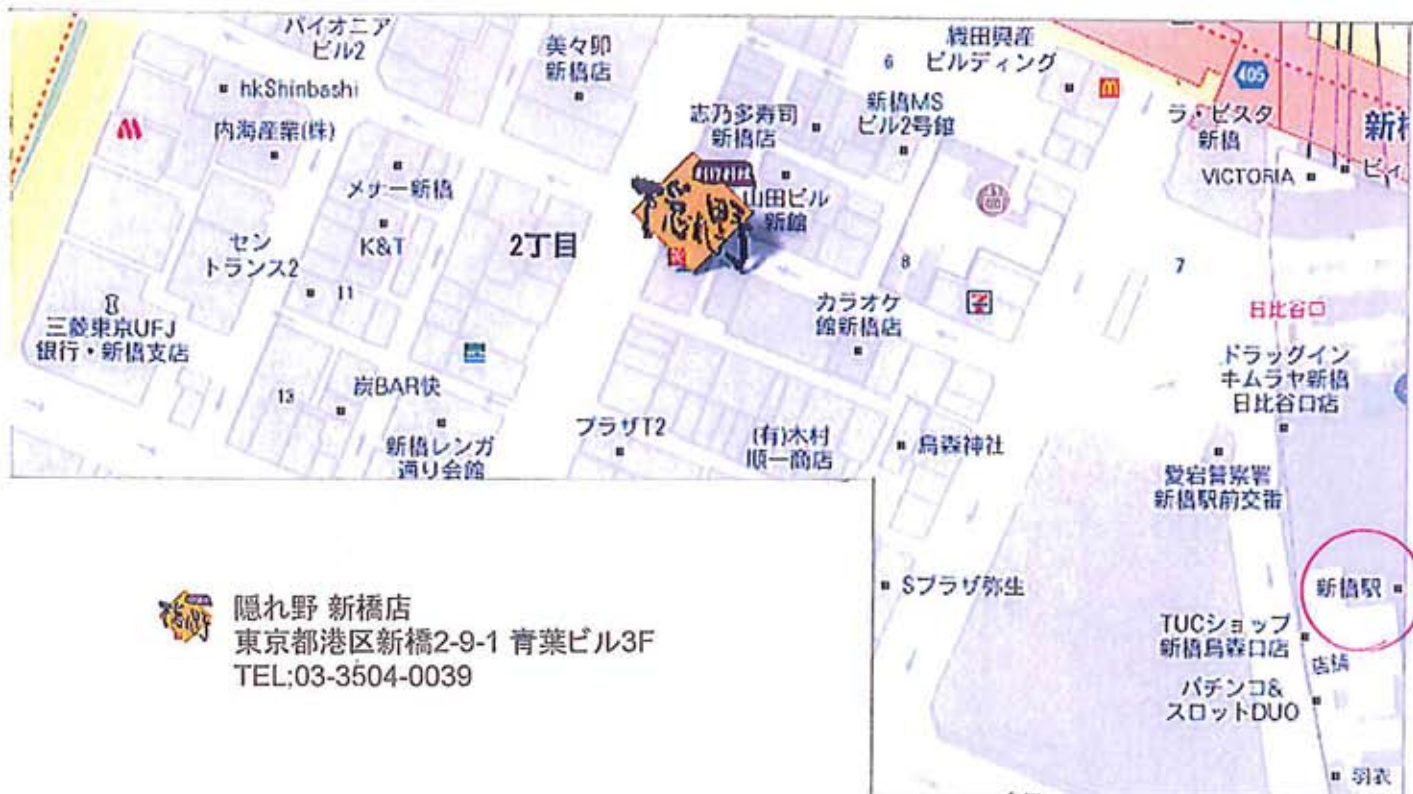 パイオニア
ビル2
美々卯
新橋店
織田興産
ビルディング
6
hkShinbashi
内海産業(株)
志乃多寿司
新橋店
新橋MS
ビル2号館
405
ラ・ビスタ
新橋
VICTORIA
メナー新橋
山田ビル
新館
K&T
2丁目
セン
トランス2
11
8
7
三菱東京UFJ
銀行・新橋支店
カラオケ
館新橋店
日比谷口
ドラッグイン
キムラヤ新橋
日比谷口店
13
炭BAR快
新橋レンガ
通り会館
プラザT2
(有)木村
順一商店
烏森神社
愛宕警察署
新橋駅前交番
Sプラザ弥生
新橋駅
TUCショップ
新橋烏森口店
店舗
パチンコ&
スロットDUO
羽衣
隠れ野 新橋店
東京都港区新橋2-9-1 青葉ビル3F
TEL:03-3504-0039